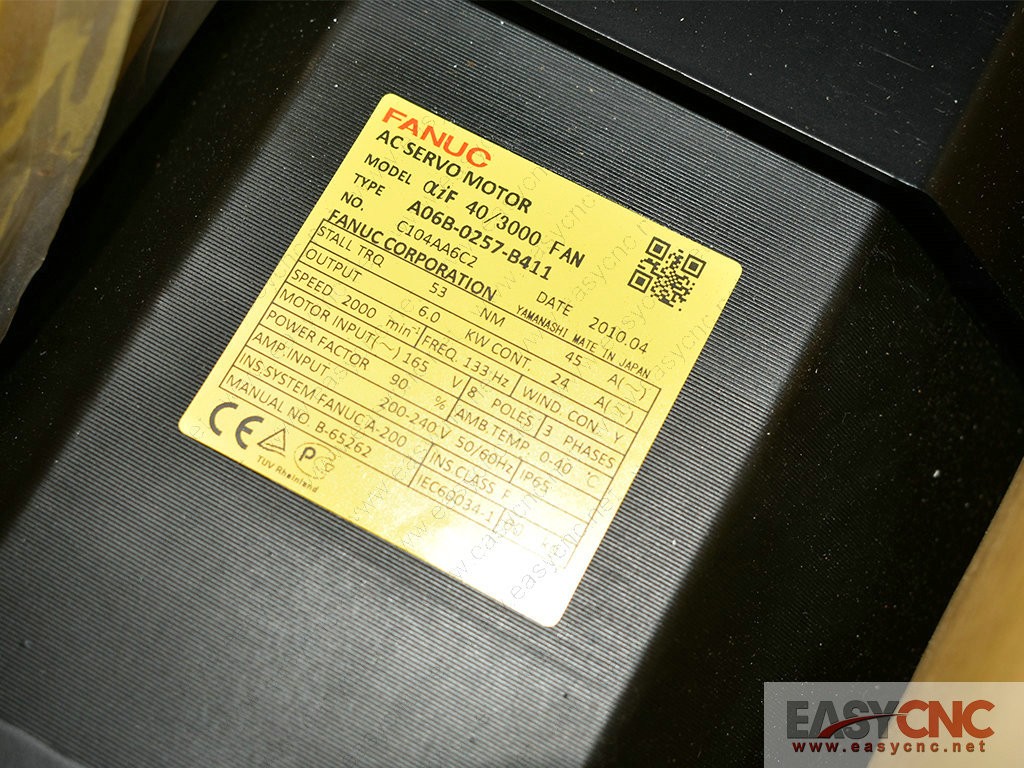 FANUC
AC SERVO MOTOR
MODEL αiF 40/3000 FAN
TYPE A06B-0257-B411
NO. C104AA6C2 DATE 2010.04
FANUC CORPORATION YAMANASHI MATE IN JAPAN
STALL TRQ 53 NM CONT. 45 A(~)
OUTPUT 6.0 KW CONT. 24 A(~)
SPEED 2000 min-1 FREQ. 133 Hz WIND. CON. Y
MOTOR INPUT(~) 165 V 8 POLES 3 PHASES
POWER FACTOR 90 % AMB.TEMP. 0-40 °C
AMP.INPUT 200-240V 50/60Hz IP65
INS.SYSTEM:FANUC A-200 INS CLASS F
MANUAL NO B-65262 IEC60034-1
CE P
TUV Rheinland
EASYCNC
www.easycnc.net